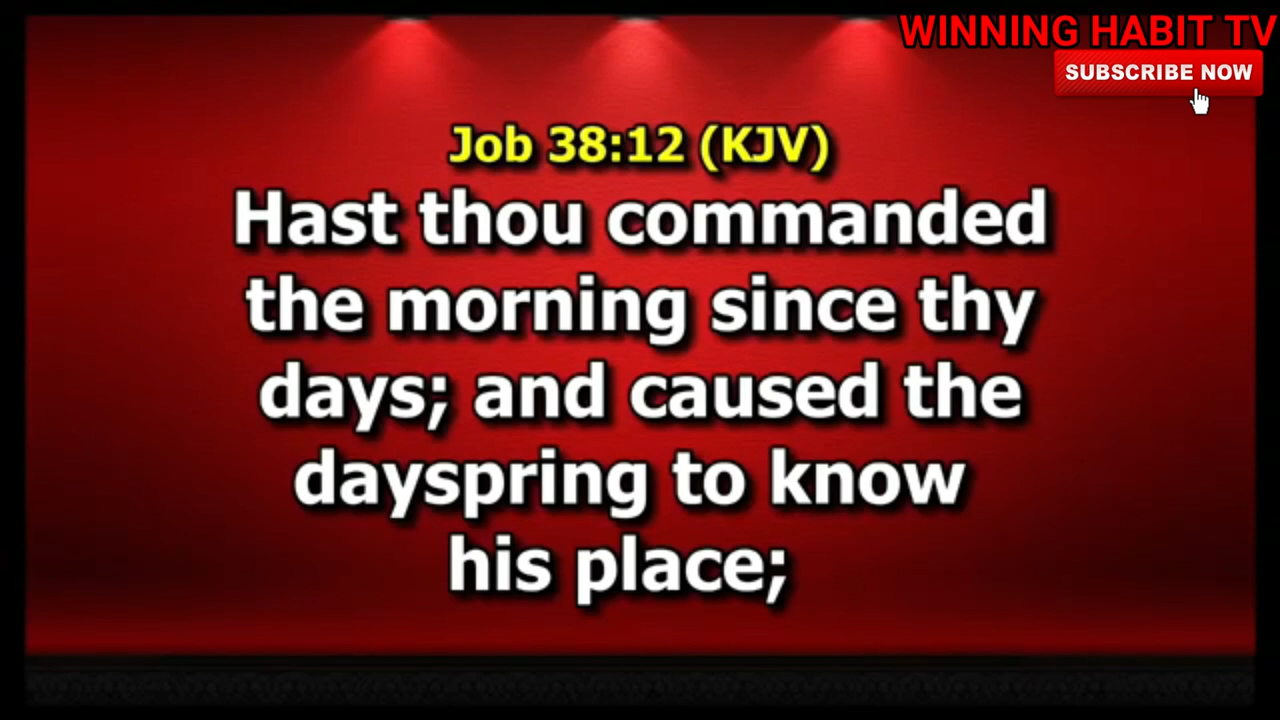 WINNING HABIT TV
SUBSCRIBE NOW
Job 38:12 (KJV)
Hast thou commanded
the morning since thy
days; and caused the
dayspring to know
his place;